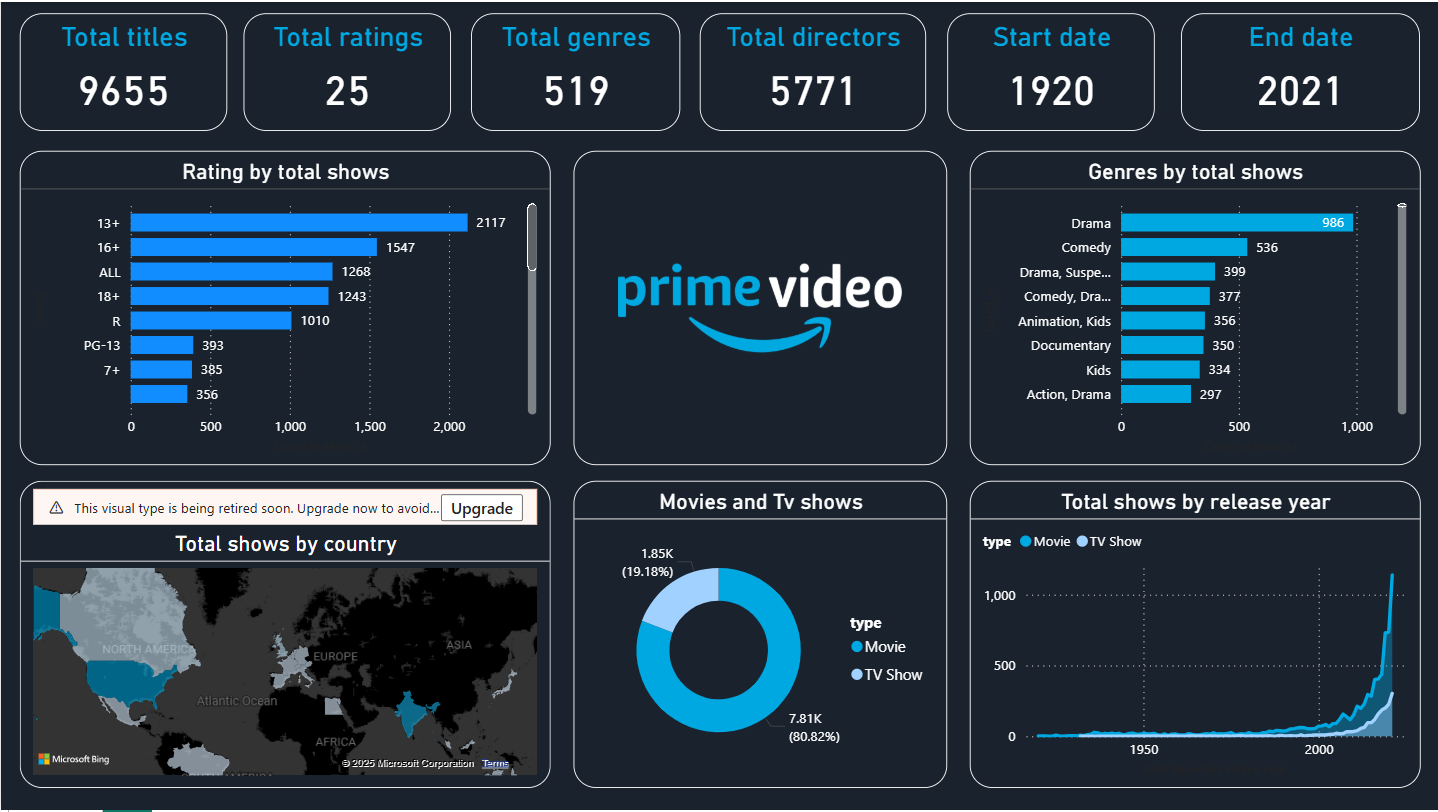 Total titles
9655
Total ratings
25
Total genres
519
Total directors
5771
Start date
1920
End date
2021
Rating by total shows
13+ 2117
16+ 1547
ALL 1268
18+ 1243
R 1010
PG-13 393
7+ 385
356
0 500 1,000 1,500 2,000
prime video
Genres by total shows
Drama 986
Comedy 536
Drama, Suspe... 399
Comedy, Dra... 377
Animation, Kids 356
Documentary 350
Kids 334
Action, Drama 297
0 500 1,000
This visual type is being retired soon. Upgrade now to avoid... Upgrade
Total shows by country
NORTH AMERICA
EUROPE
ASIA
Atlantic Ocean
AFRICA
SOUTH AMERICA
Microsoft Bing
© 2025 Microsoft Corporation Terms
Movies and Tv shows
1.85K
(19.18%)
type
Movie
TV Show
7.81K
(80.82%)
Total shows by release year
type Movie TV Show
1,000
500
0
1950 2000